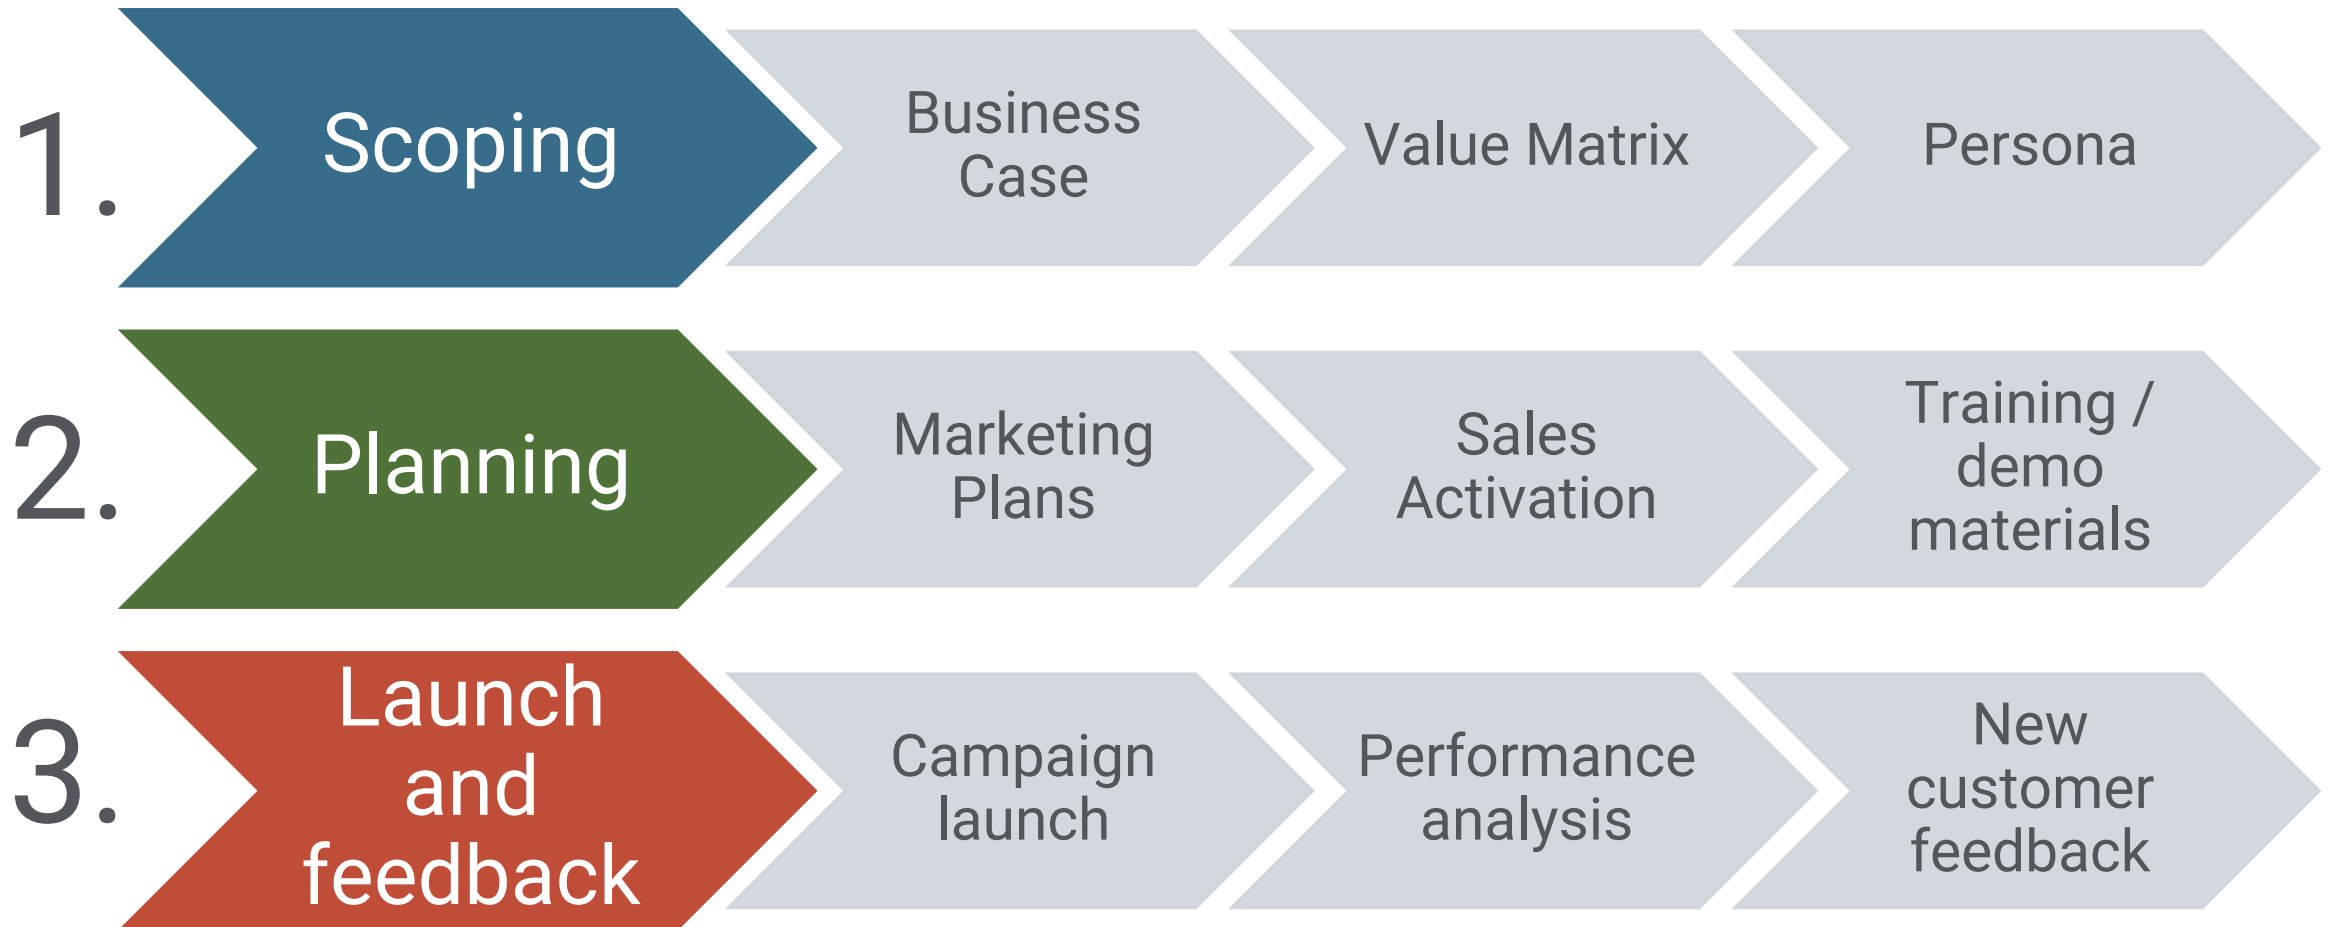 1.
Scoping
Business
Case
Value Matrix
Persona
2.
Planning
Marketing
Plans
Sales
Activation
Training /
demo
materials
3.
Launch
and
feedback
Campaign
launch
Performance
analysis
New
customer
feedback